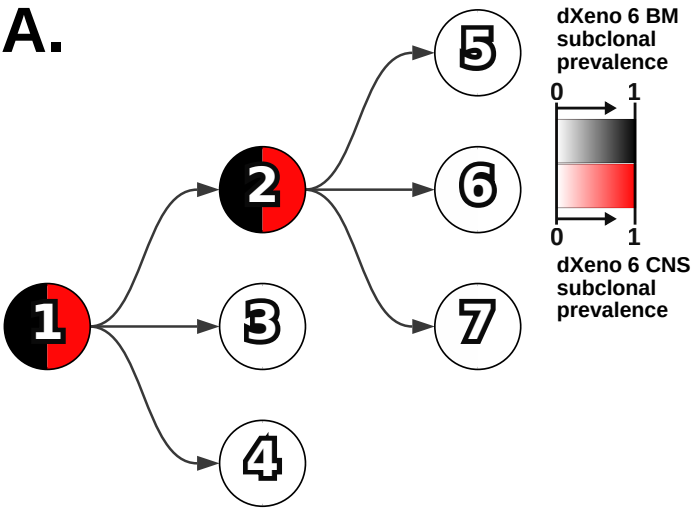 A.
5
2
6
1
3
7
4
dXeno 6 BM
subclonal
prevalence
0 1
0 1
dXeno 6 CNS
subclonal
prevalence